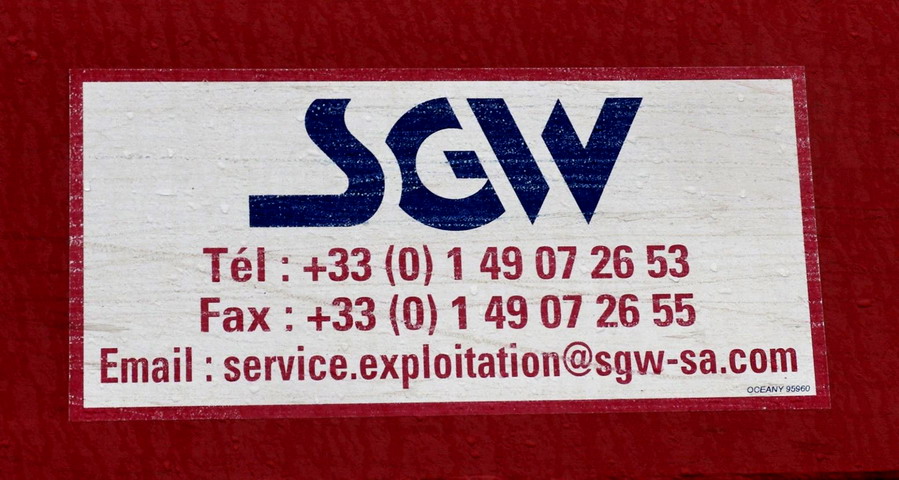 SGW
Tél : +33 (0) 1 49 07 26 53
Fax : +33 (0) 1 49 07 26 55
Email : service.exploitation@sgw-sa.com
OCEANY 95960